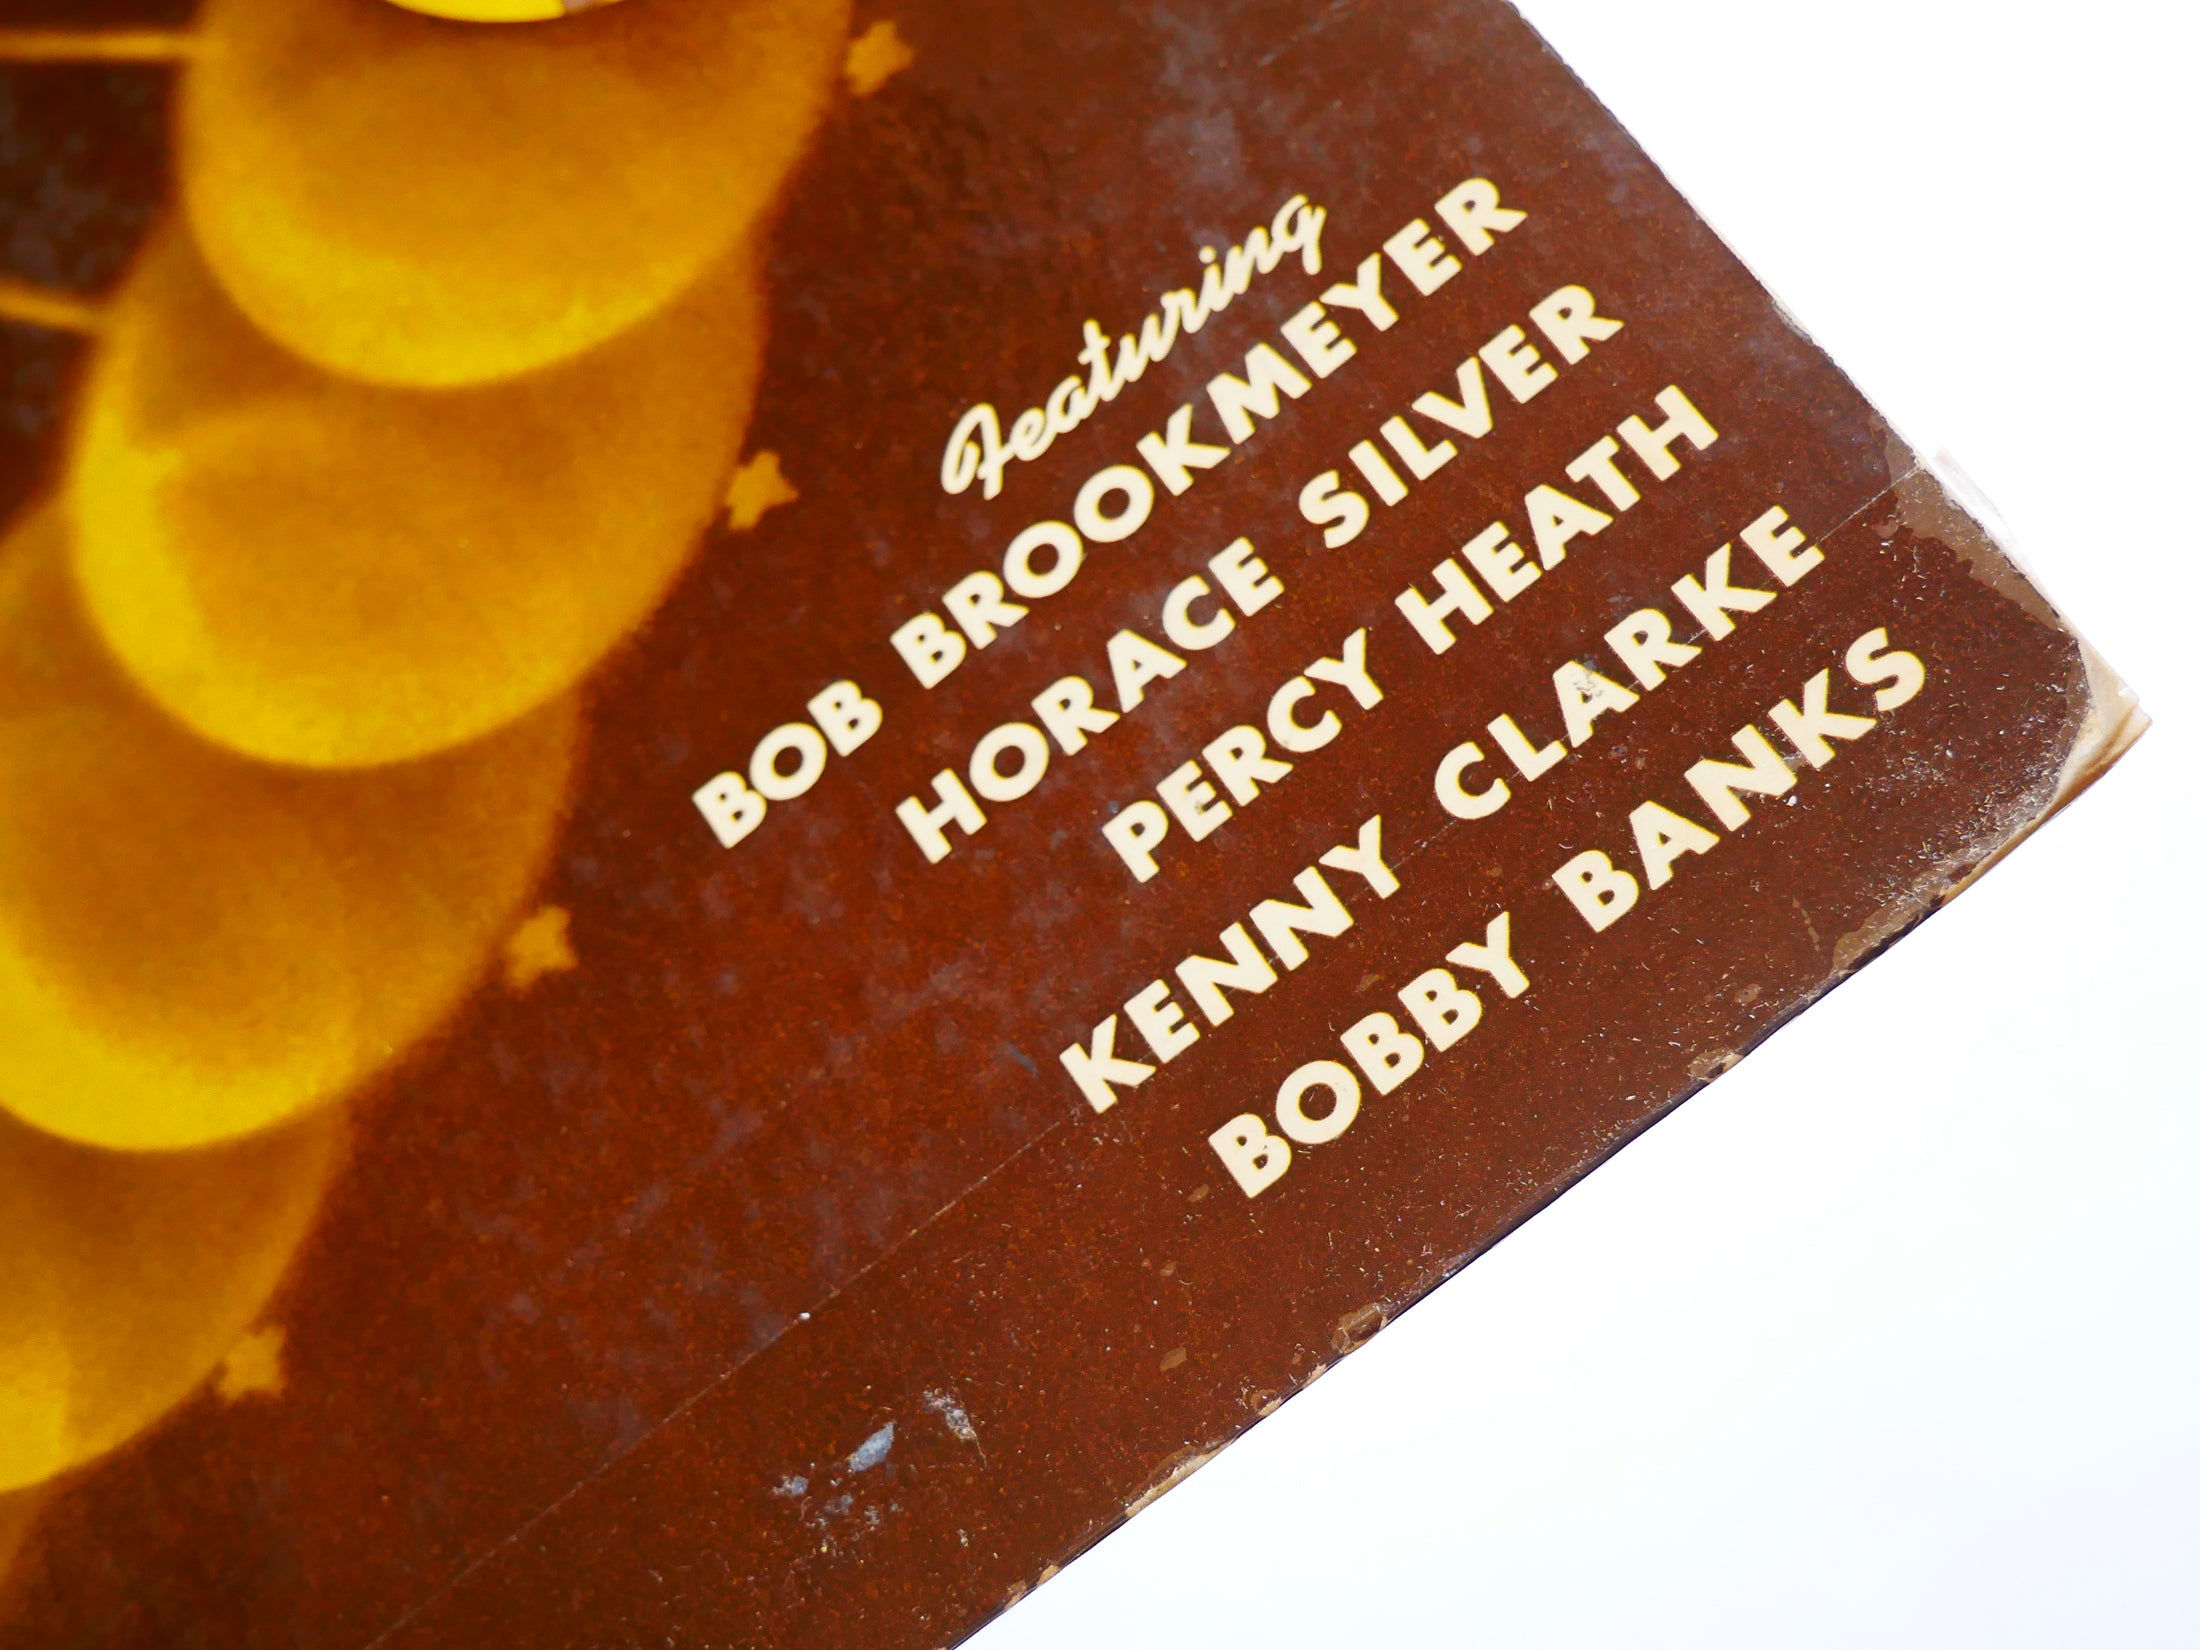 Featuring
BOB BROOKMEYER
HORACE SILVER
PERCY HEATH
KENNY CLARKE
BOBBY BANKS